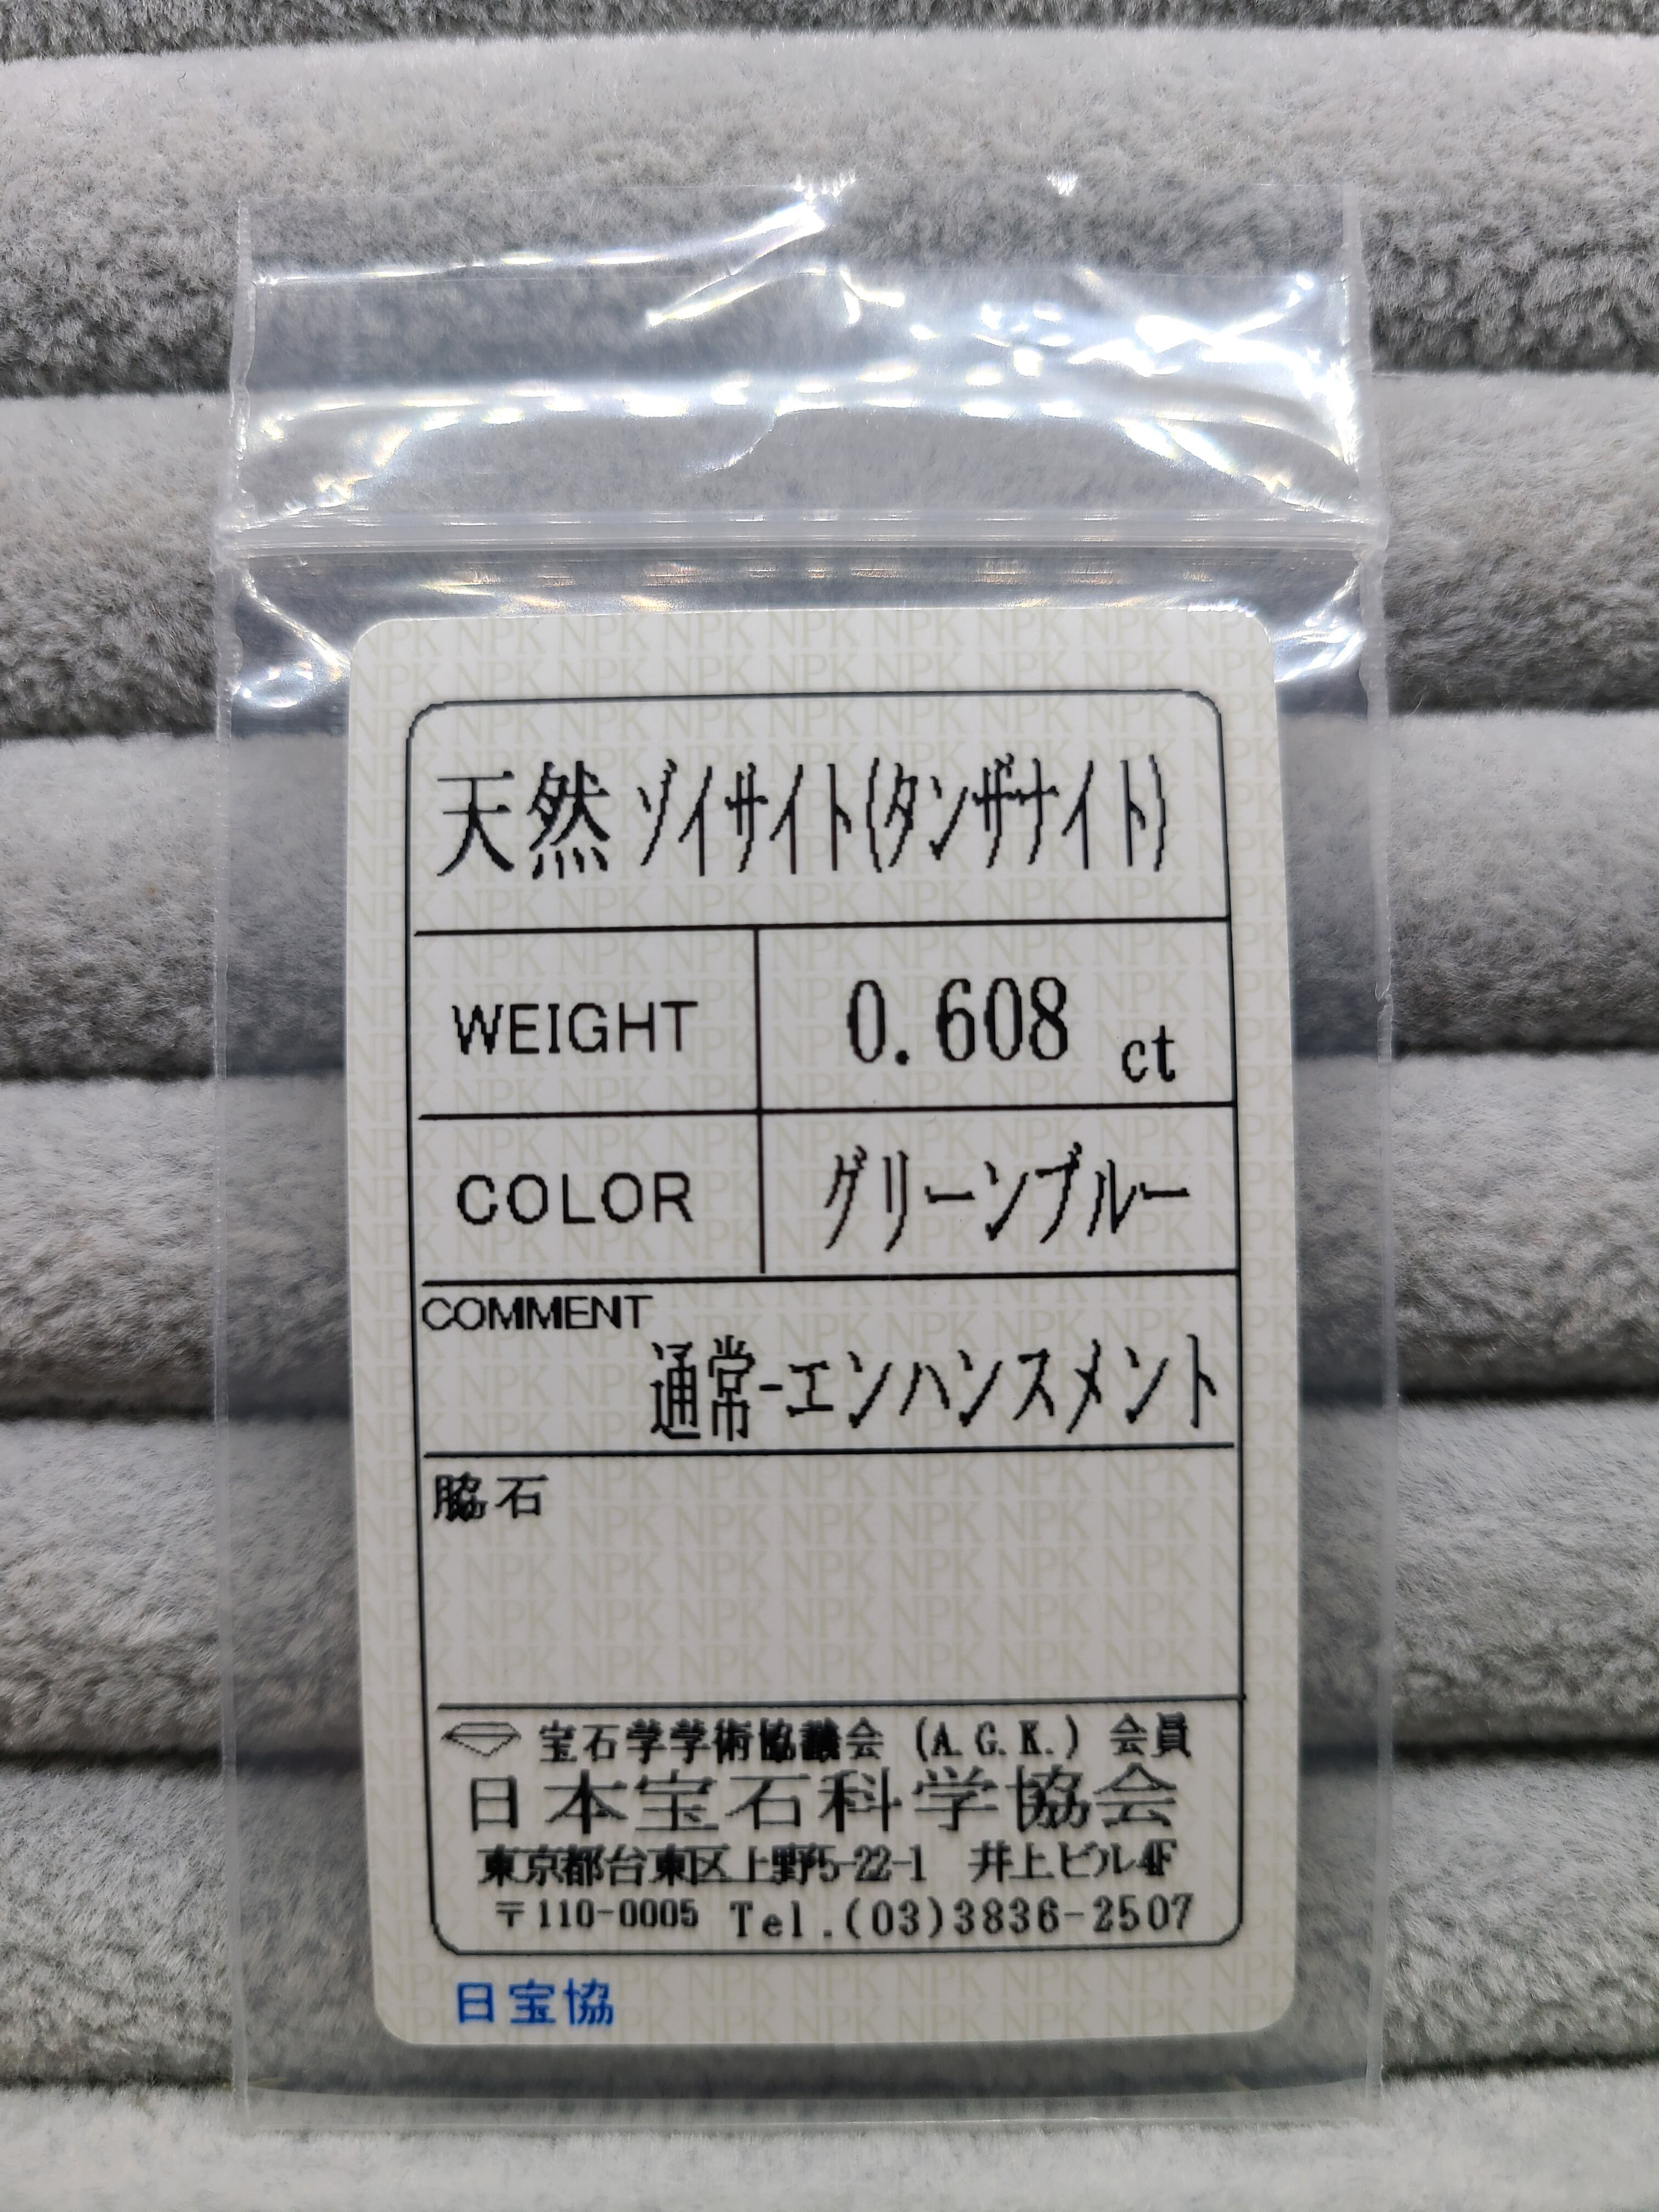 天然 ゾイサイト(タンザナイト)
WEIGHT 0.608 ct
COLOR グリーンブルー
COMMENT
通常-エンハンスメント
脇石
宝石学学術協議会 (A.G.K.) 会員
日本宝石科学協会
東京都台東区上野5-22-1 井上ビル4F
〒110-0005 Tel.(03)3836-2507
日宝協